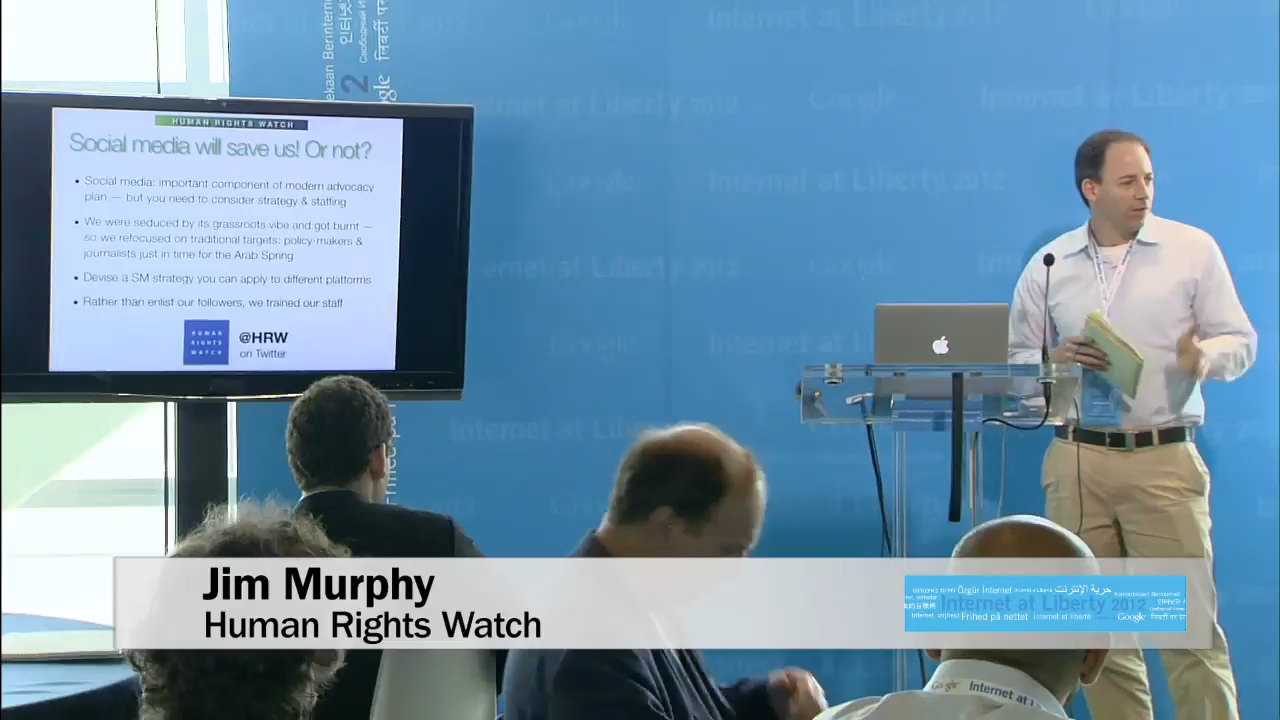 HUMAN RIGHTS WATCH
Social media will save us! Or not?
• Social media: important component of modern advocacy
plan — but you need to consider strategy & staffing
• We were seduced by its grassroots vibe and got burnt —
so we refocused on traditional targets: policy-makers &
journalists just in time for the Arab Spring
• Devise a SM strategy you can apply to different platforms
• Rather than enlist our followers, we trained our staff
HUMAN
RIGHTS
WATCH
@HRW
on Twitter
Internet at Liberty 2012
Google
Internet at Liberty 2012
Google
Internet at Liberty 2012
Google
Internet at
Jim Murphy
Human Rights Watch
Özgür İnternet
حرية الإنترنت
Internet at Liberty 2012
Frihed på nettet
Internet et liberté
Google
Google
Internet at